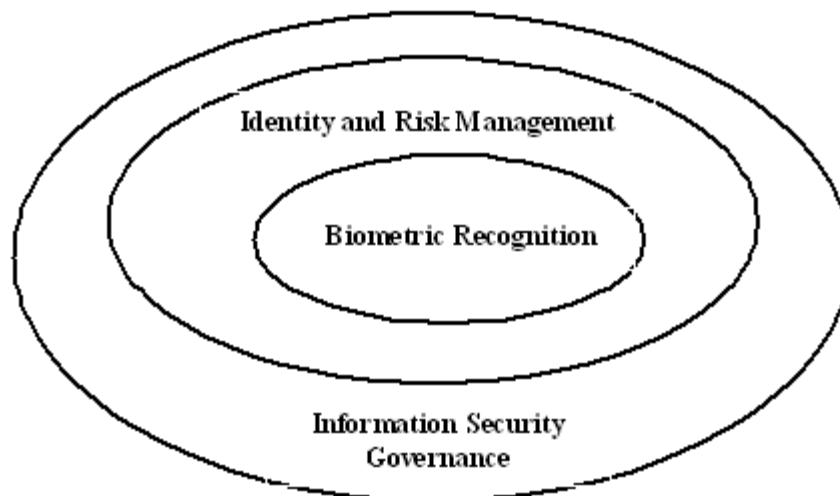 Identity and Risk Management
Biometric Recognition
Information Security
Governance